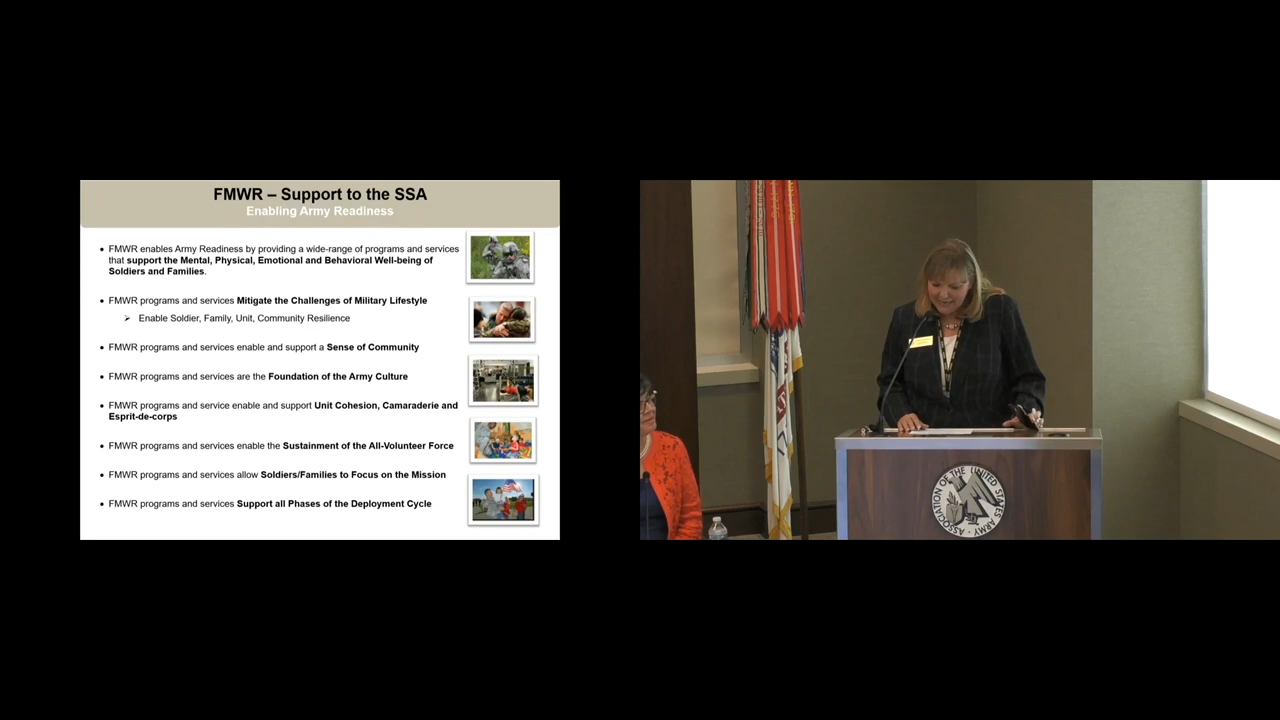 FMWR – Support to the SSA
Enabling Army Readiness
• FMWR enables Army Readiness by providing a wide-range of programs and services
that support the Mental, Physical, Emotional and Behavioral Well-being of
Soldiers and Families.
• FMWR programs and services Mitigate the Challenges of Military Lifestyle
➢ Enable Soldier, Family, Unit, Community Resilience
• FMWR programs and services enable and support a Sense of Community
• FMWR programs and services are the Foundation of the Army Culture
• FMWR programs and service enable and support Unit Cohesion, Camaraderie and
Esprit-de-corps
• FMWR programs and services enable the Sustainment of the All-Volunteer Force
• FMWR programs and services allow Soldiers/Families to Focus on the Mission
• FMWR programs and services Support all Phases of the Deployment Cycle
ASSOCIATION OF THE UNITED STATES ARMY